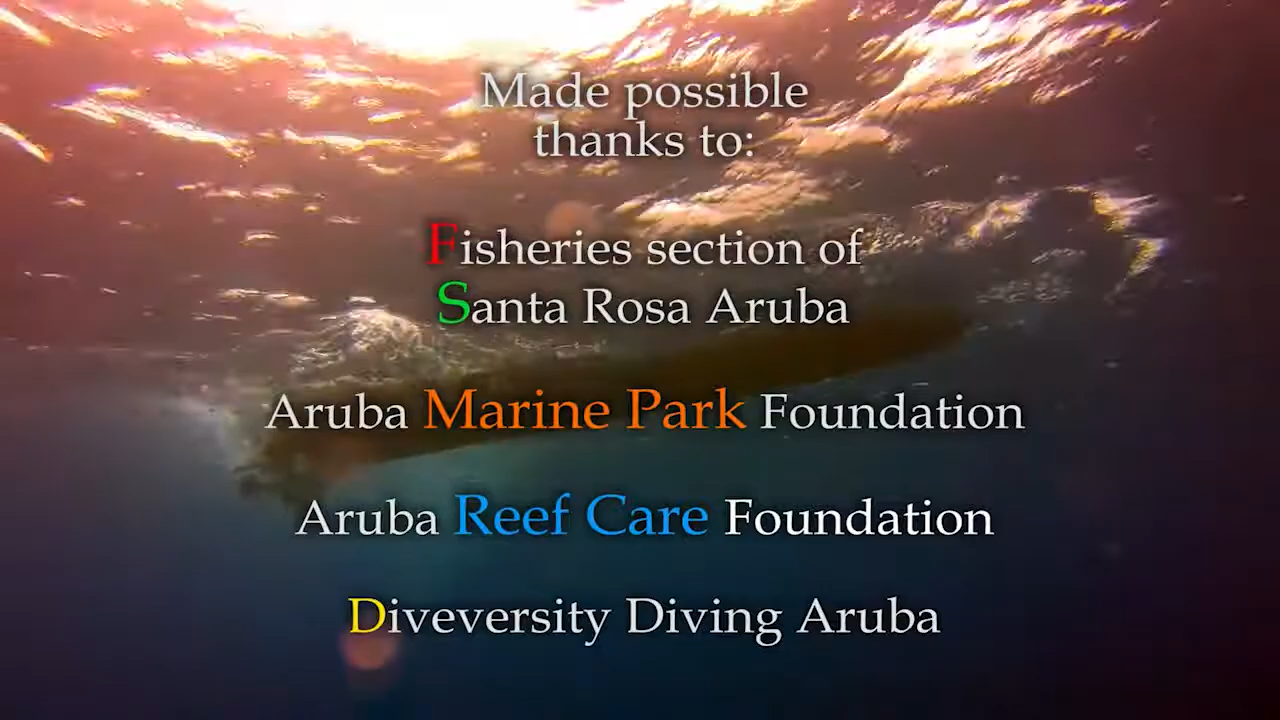 Made possible
thanks to:
Fisheries section of
Santa Rosa Aruba
Aruba Marine Park Foundation
Aruba Reef Care Foundation
Diveversity Diving Aruba